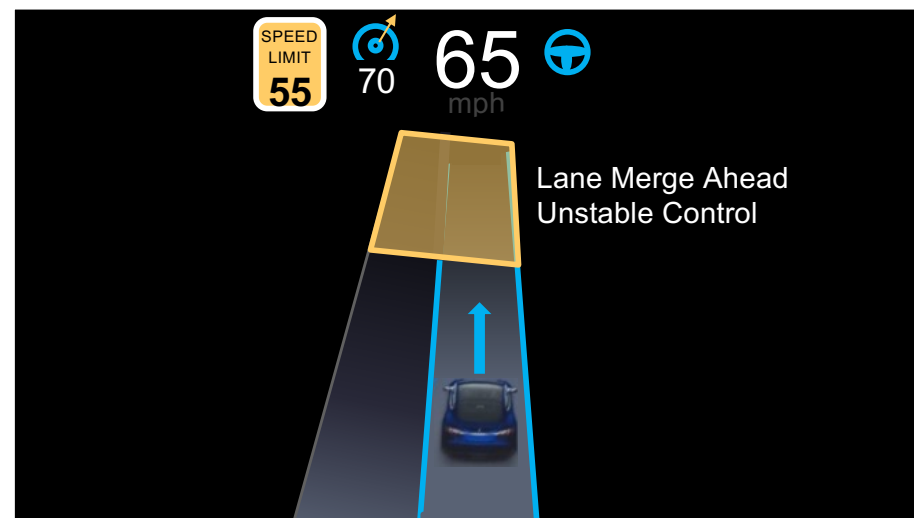 SPEED
LIMIT
55
70
65
mph
Lane Merge Ahead
Unstable Control